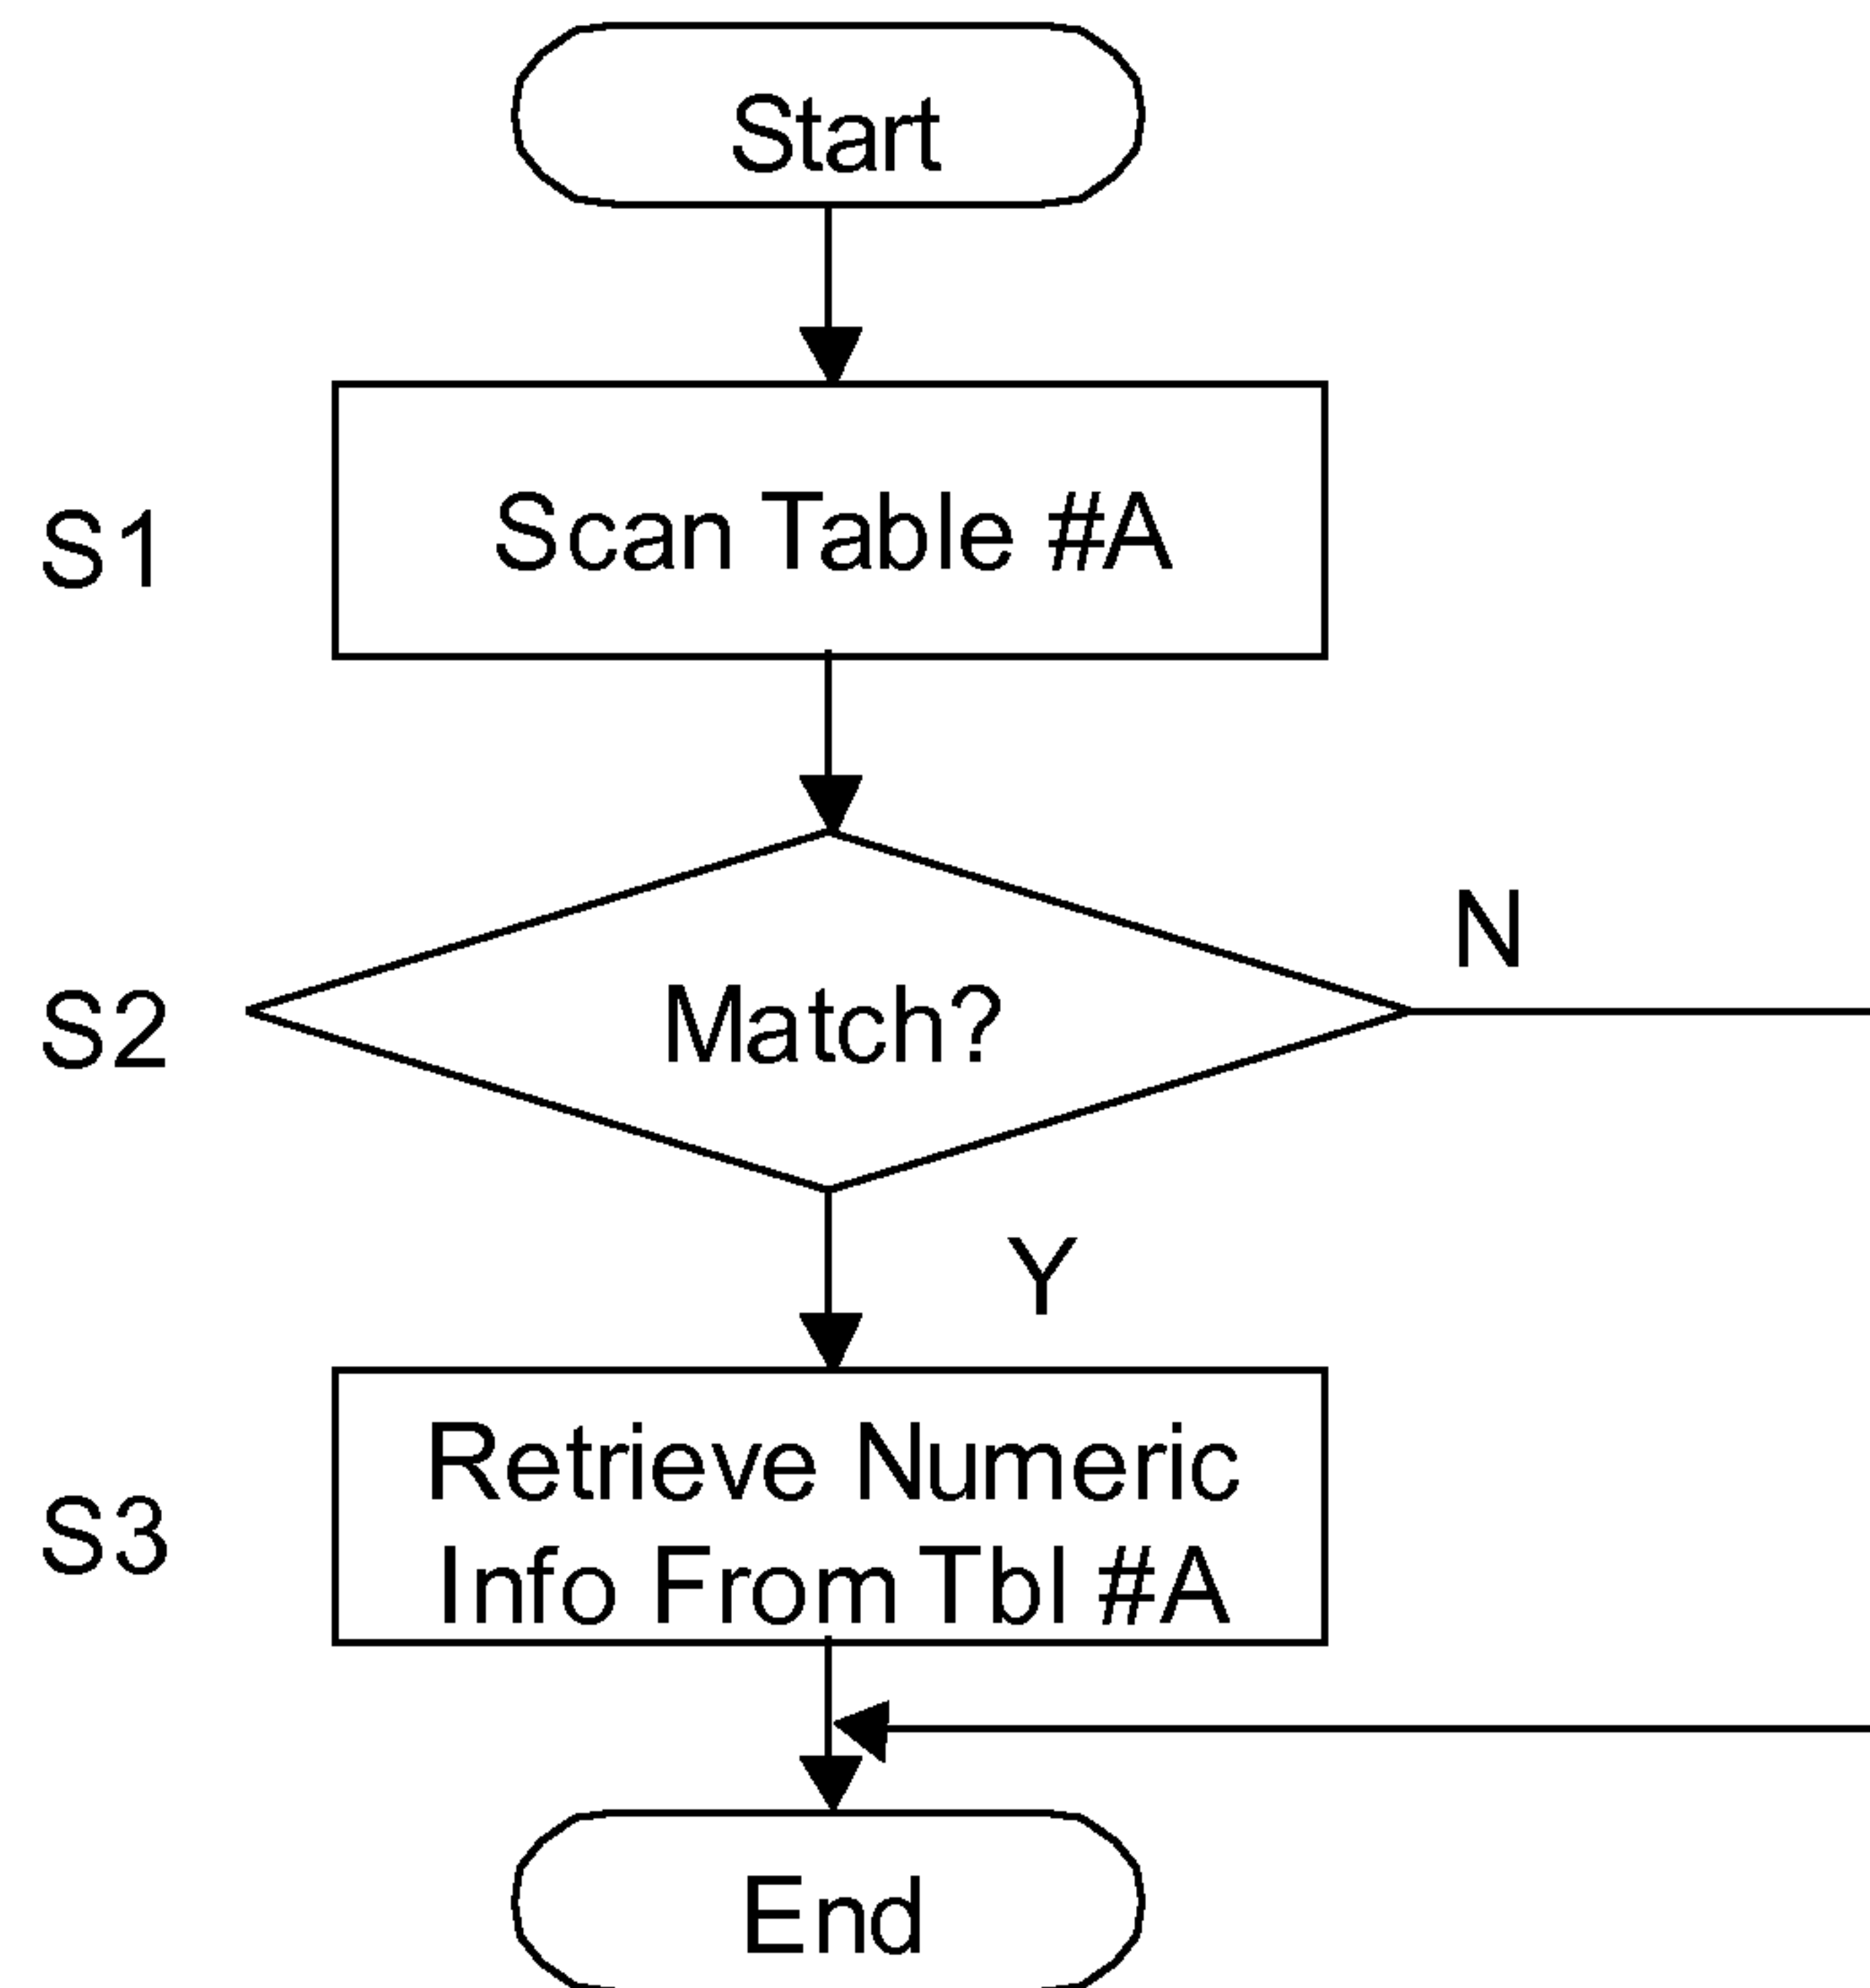 Start
S1
Scan Table #A
N
S2
Match?
Y
S3
Retrieve Numeric
Info From Tbl #A
End